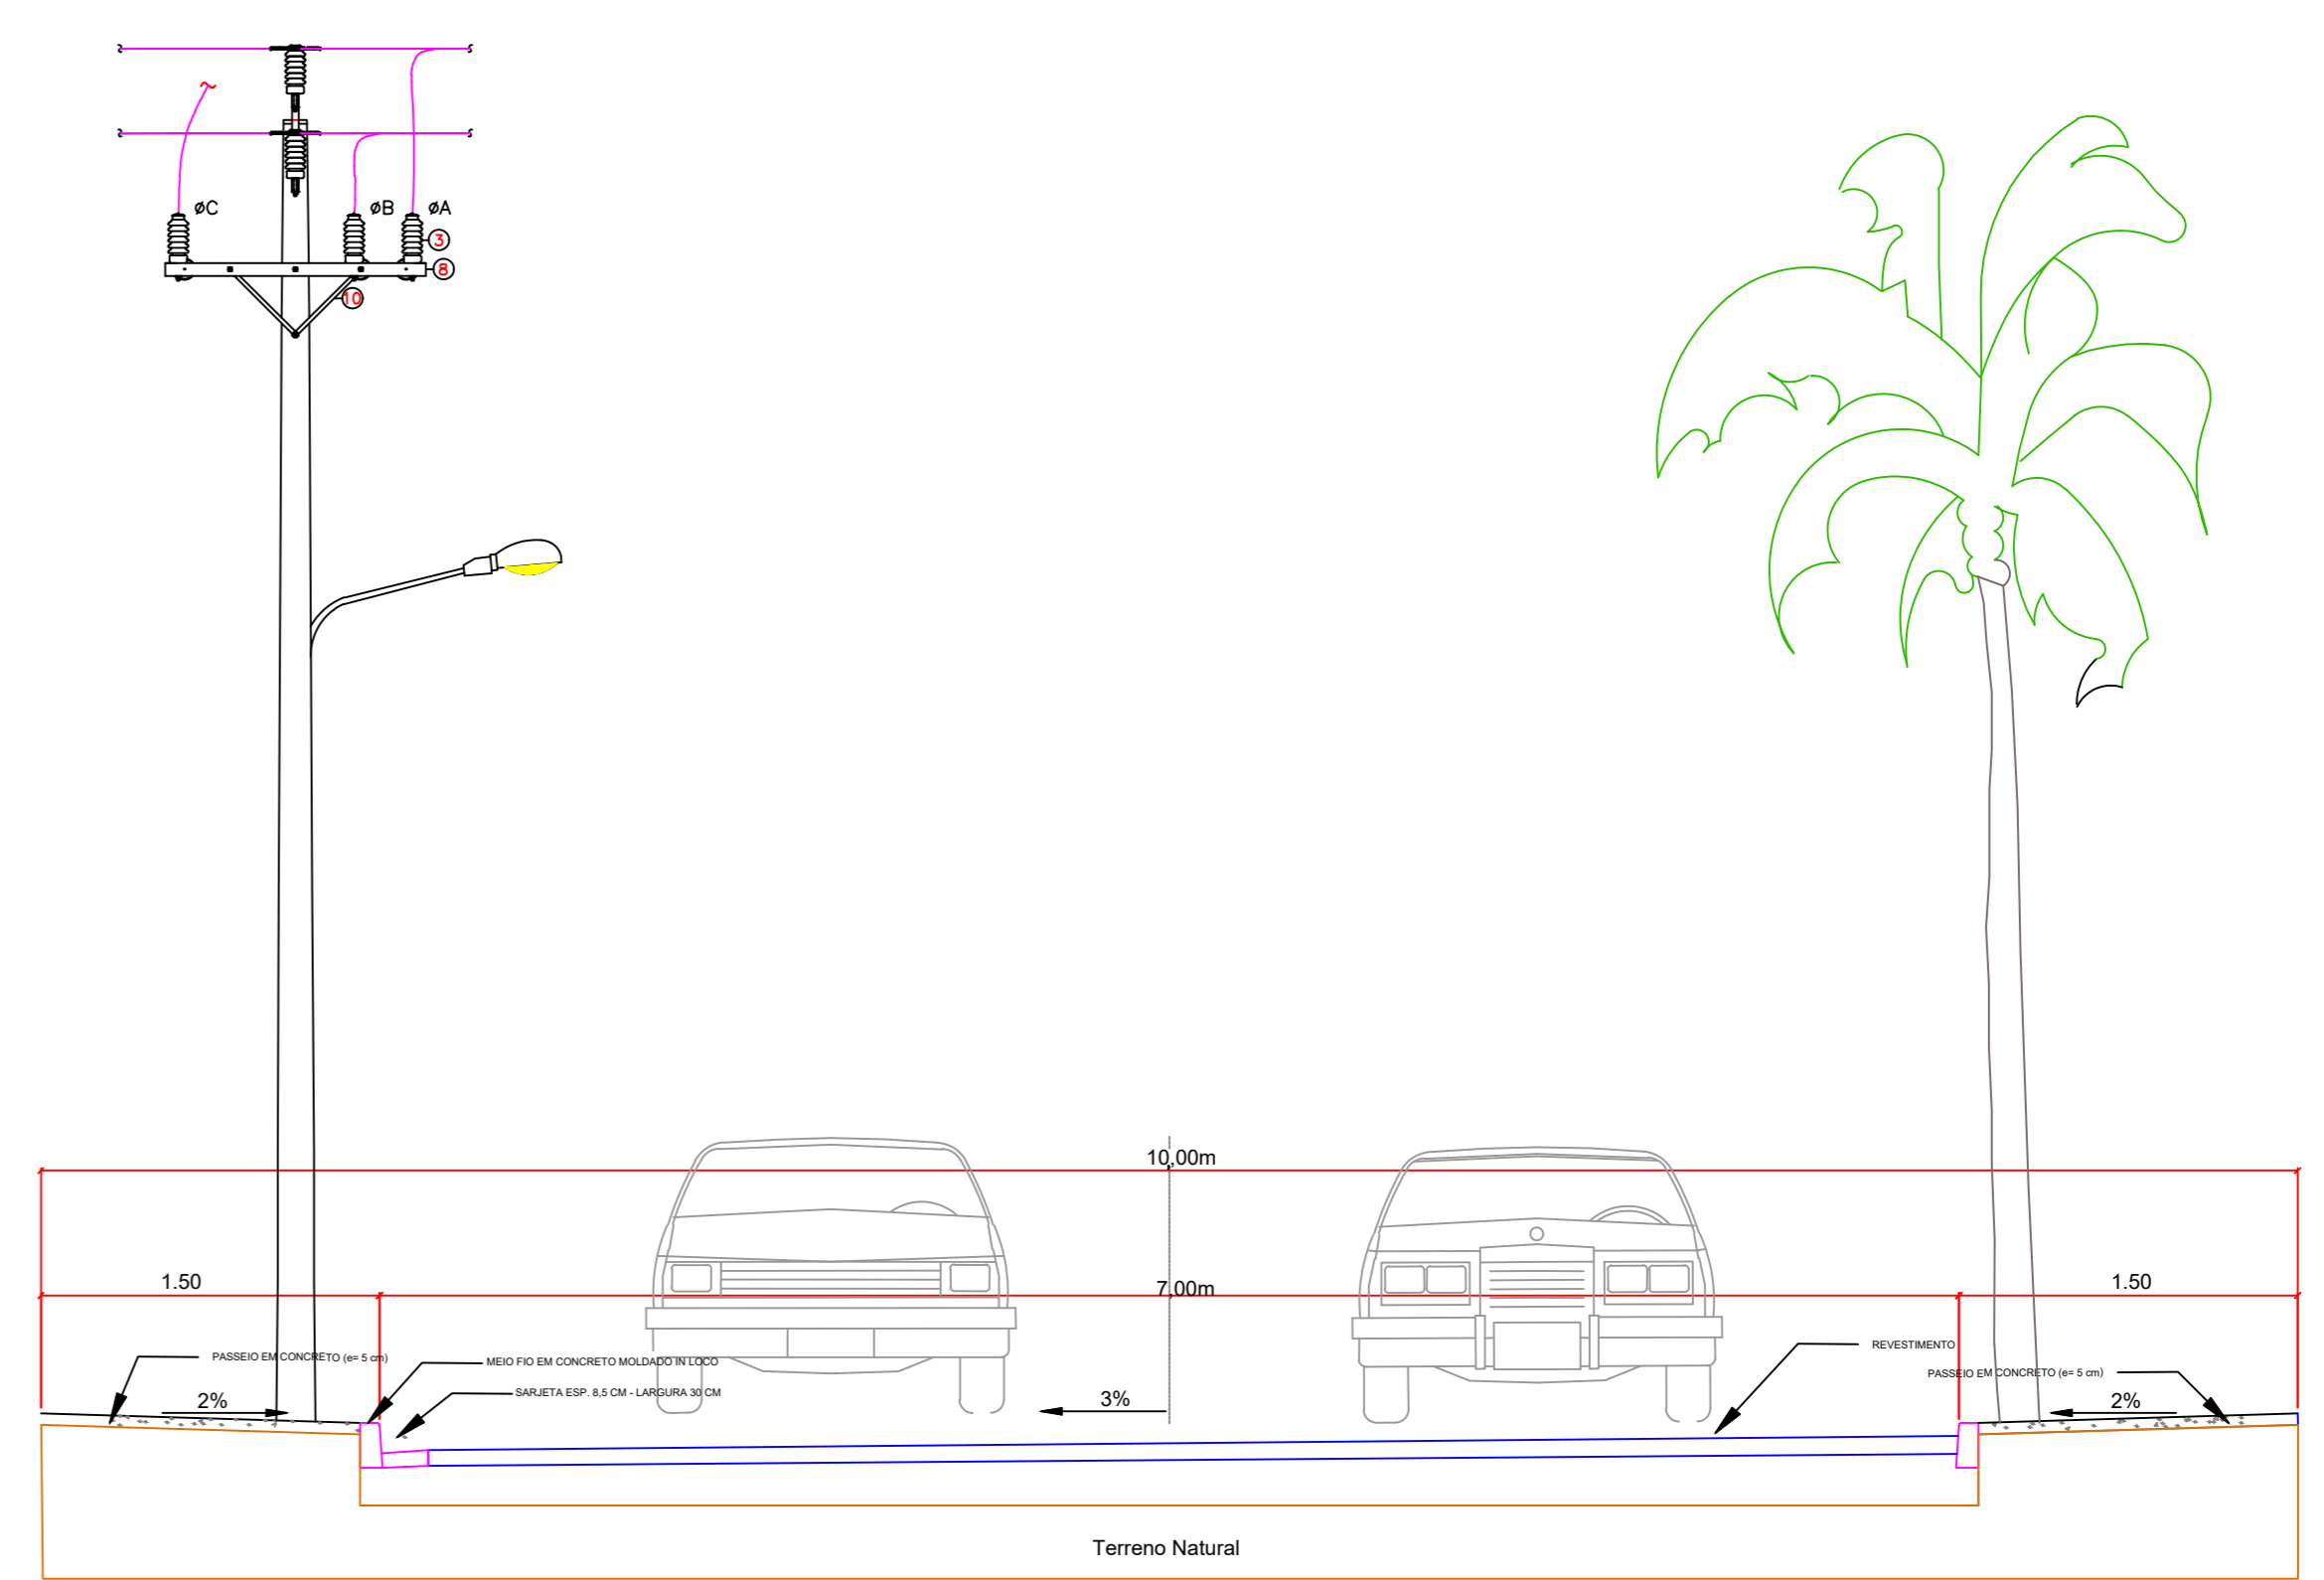 øC
øB
øA
3
8
10
10,00m
1.50
7,00m
1.50
PASSEIO EM CONCRETO (e= 5 cm)
MEIO FIO EM CONCRETO MOLDADO IN LOCO
REVESTIMENTO
SARJETA ESP. 8,5 CM - LARGURA 30 CM
PASSEIO EM CONCRETO (e= 5 cm)
2%
3%
2%
Terreno Natural